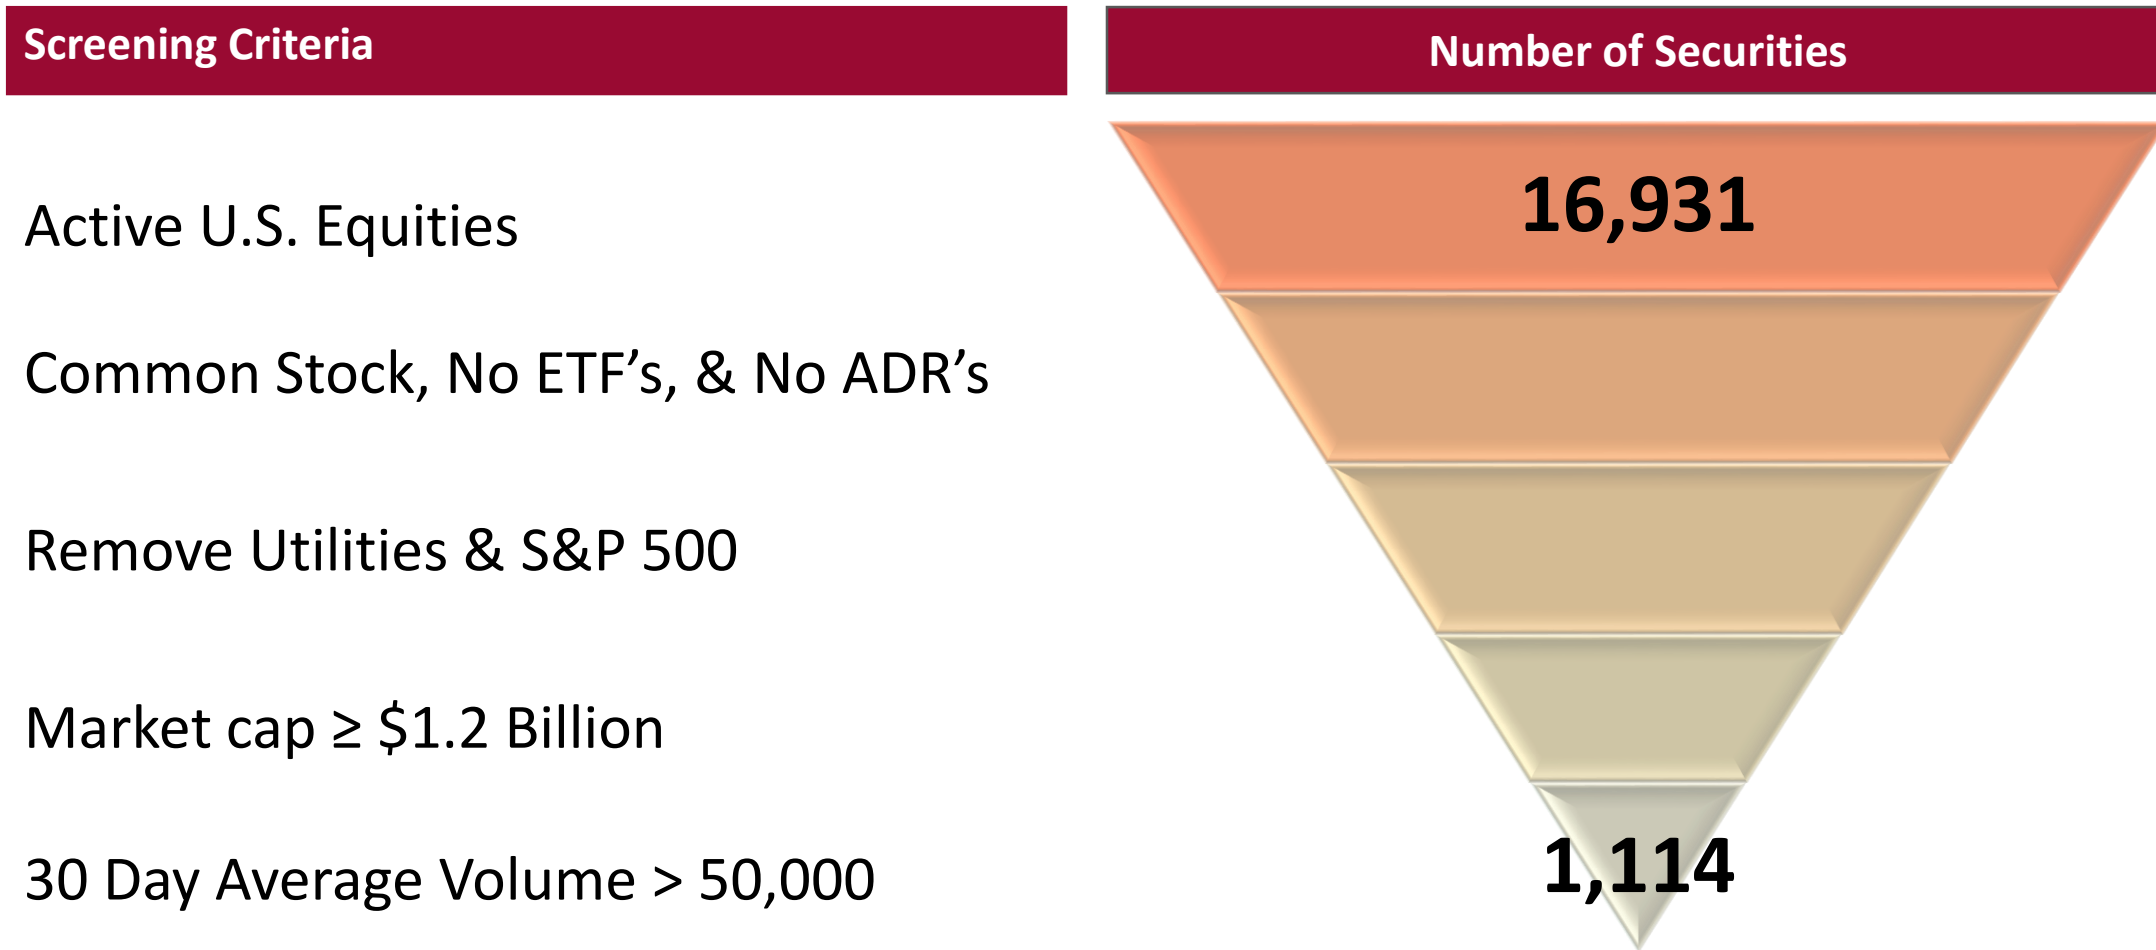 Screening Criteria
Number of Securities
Active U.S. Equities
16,931
Common Stock, No ETF’s, & No ADR’s
Remove Utilities & S&P 500
Market cap ≥ $1.2 Billion
30 Day Average Volume > 50,000
1,114